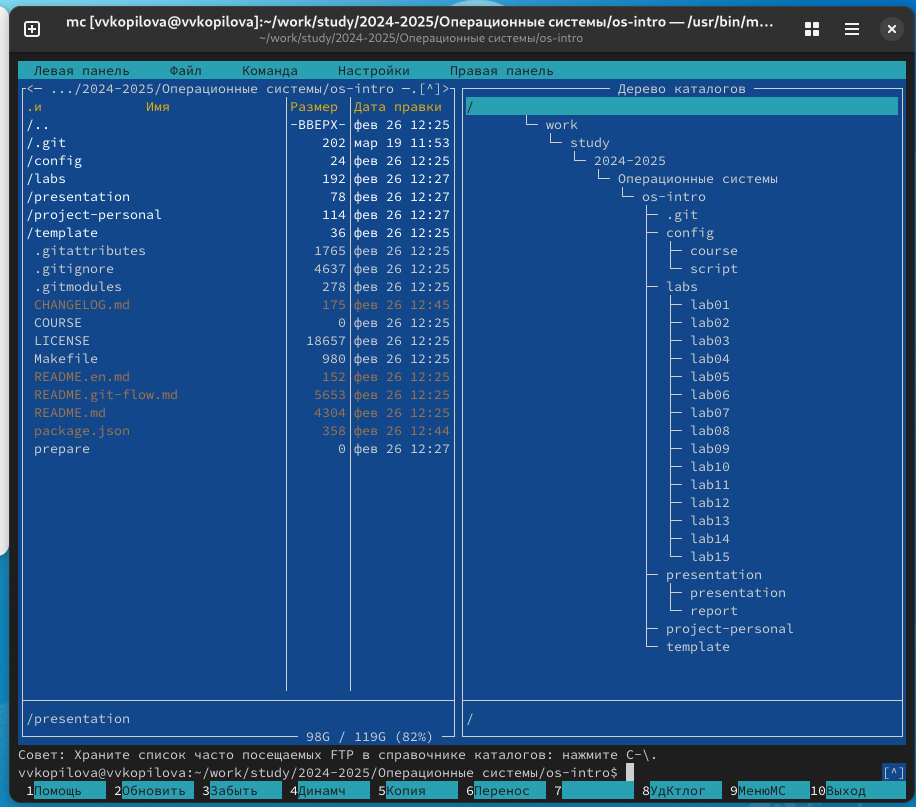 mc [vvkopilova@vvkopilova]:~/work/study/2024-2025/Операционные системы/os-intro — /usr/bin/m...
~/work/study/2024-2025/Операционные системы/os-intro
Левая панель Файл Команда Настройки Правая панель
<— .../2024-2025/Операционные системы/os-intro —.[^]>
.и Имя Размер Дата правки
/.. -ВВЕРХ- фев 26 12:25
/.git 202 мар 19 11:53
/config 24 фев 26 12:25
/labs 192 фев 26 12:27
/presentation 78 фев 26 12:27
/project-personal 114 фев 26 12:27
/template 36 фев 26 12:25
.gitattributes 1765 фев 26 12:25
.gitignore 4637 фев 26 12:25
.gitmodules 278 фев 26 12:25
CHANGELOG.md 175 фев 26 12:45
COURSE 0 фев 26 12:25
LICENSE 18657 фев 26 12:25
Makefile 980 фев 26 12:25
README.en.md 152 фев 26 12:25
README.git-flow.md 5653 фев 26 12:25
README.md 4304 фев 26 12:25
package.json 358 фев 26 12:44
prepare 0 фев 26 12:27
/presentation
98G / 119G (82%)
Дерево каталогов
/
work
study
2024-2025
Операционные системы
os-intro
.git
config
course
script
labs
lab01
lab02
lab03
lab04
lab05
lab06
lab07
lab08
lab09
lab10
lab11
lab12
lab13
lab14
lab15
presentation
presentation
report
project-personal
template
/
Совет: Храните список часто посещаемых FTP в справочнике каталогов: нажмите C-\.
vvkopilova@vvkopilova:~/work/study/2024-2025/Операционные системы/os-intro$ [^]
1Помощь 2Обновить 3Забыть 4Динамч 5Копия 6Перенос 7 8УдКтлог 9МенюМС 10Выход